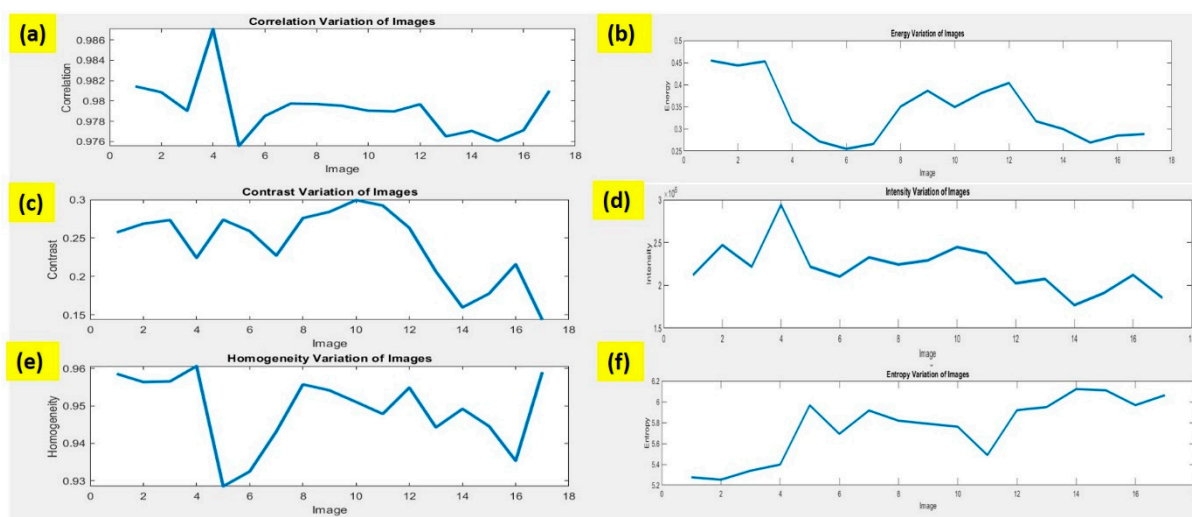 (a)
Correlation Variation of Images
0.986
0.984
0.982
0.98
0.978
0.976
Correlation
0 2 4 6 8 10 12 14 16 18
Image
(b)
Energy Variation of Images
0.5
0.45
0.4
0.35
0.3
0.25
Energy
0 2 4 6 8 10 12 14 16 18
Image
(c)
Contrast Variation of Images
0.3
0.25
0.2
0.15
Contrast
0 2 4 6 8 10 12 14 16 18
Image
(d)
Intensity Variation of Images
3
2.5
2
1.5
Intensity
0 2 4 6 8 10 12 14 16
Image
(e)
Homogeneity Variation of Images
0.96
0.95
0.94
0.93
Homogeneity
0 2 4 6 8 10 12 14 16 18
Image
(f)
Entropy Variation of Images
6.2
6
5.8
5.6
5.4
5.2
Entropy
0 2 4 6 8 10 12 14 16
Image